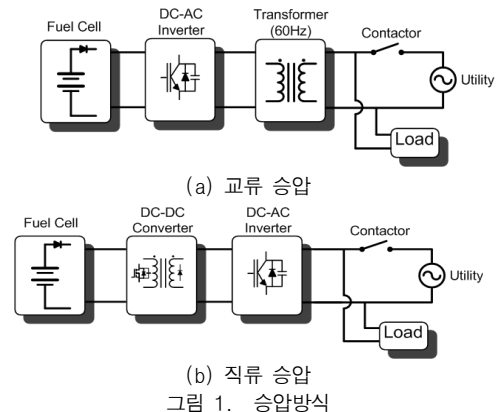 Fuel Cell
DC-AC
Inverter
Transformer
(60Hz)
Contactor
Utility
Load
(a) 교류 승압
Fuel Cell
DC-DC
Converter
DC-AC
Inverter
Contactor
Utility
Load
(b) 직류 승압
그림 1. 승압방식